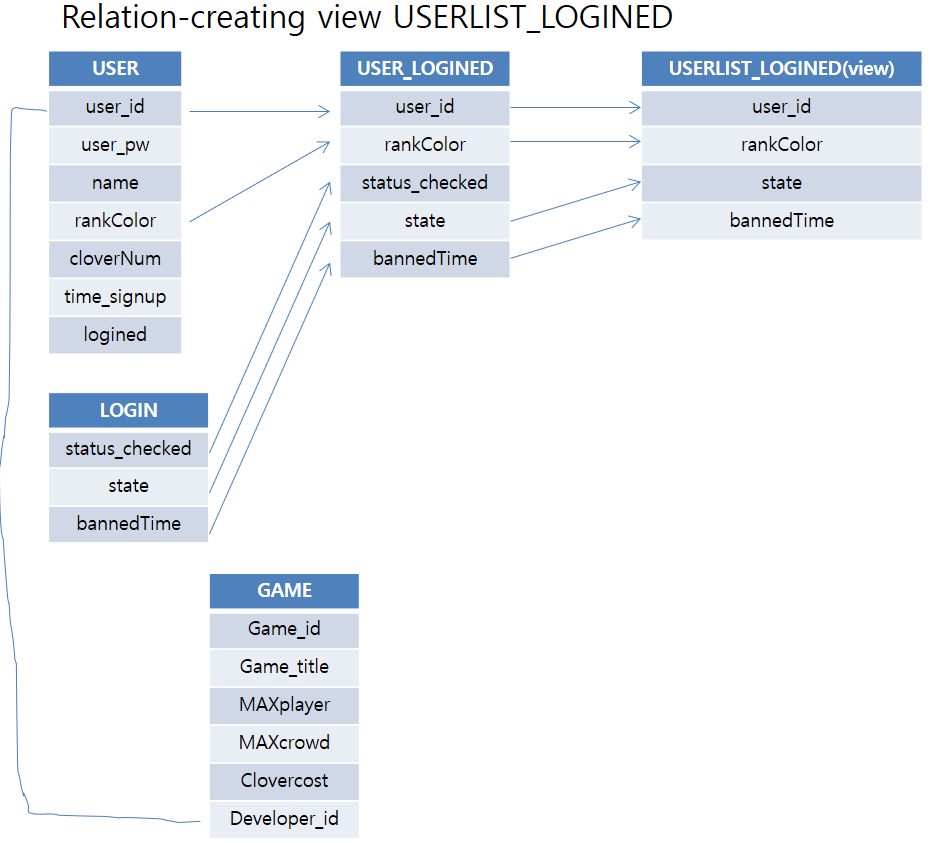 Relation-creating view USERLIST_LOGINED
USER
user_id
user_pw
name
rankColor
cloverNum
time_signup
logined
USER_LOGINED
user_id
rankColor
status_checked
state
bannedTime
USERLIST_LOGINED(view)
user_id
rankColor
state
bannedTime
LOGIN
status_checked
state
bannedTime
GAME
Game_id
Game_title
MAXplayer
MAXcrowd
Clovercost
Developer_id